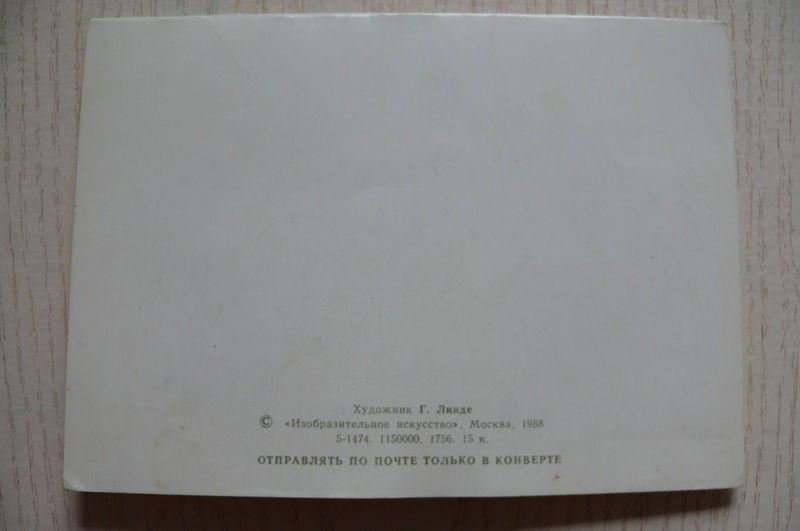 Художник Г. Линде
© «Изобразительное искусство», Москва, 1988
5-1474. 1150000. 1756. 15 к.
ОТПРАВЛЯТЬ ПО ПОЧТЕ ТОЛЬКО В КОНВЕРТЕ